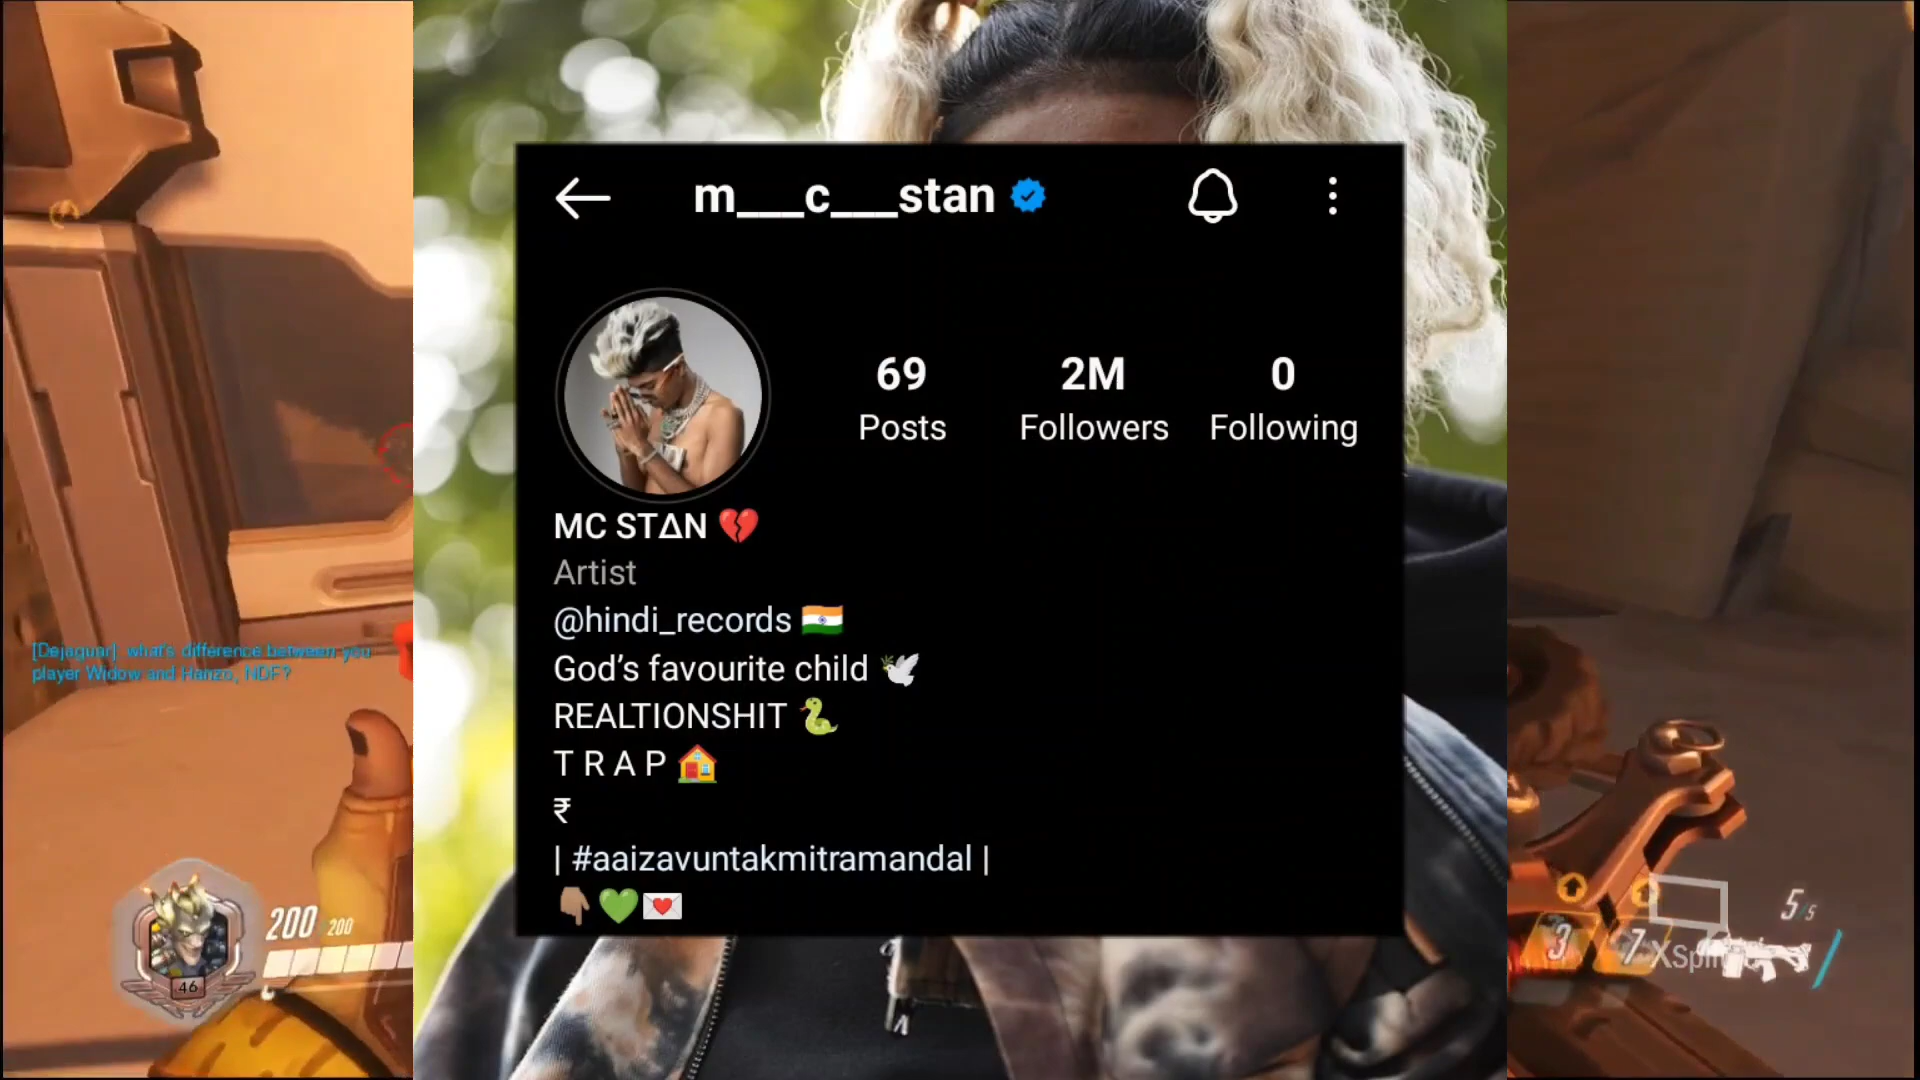 m___c___stan
69
Posts
2M
Followers
0
Following
MC STΔN 💔
Artist
@hindi_records 🇮🇳
God’s favourite child 🕊
REALTIONSHIT 🐍
T R A P 🏠
₹
| #aaizavuntakmitramandal |
👇🏽💚💌
[Dejaguar]: what's difference between you
player Widow and Hanzo, NDF?
200 200
46
5/5
3
7